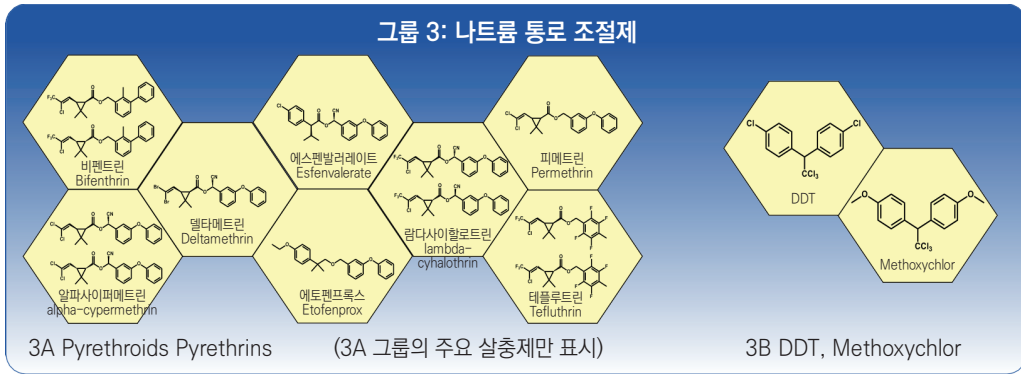 그룹 3: 나트륨 통로 조절제
비펜트린
Bifenthrin
델타메트린
Deltamethrin
알파사이퍼메트린
alpha-cypermethrin
에스펜발러레이트
Esfenvalerate
에토펜프록스
Etofenprox
람다사이할로트린
lambda-
cyhalothrin
피메트린
Permethrin
테플루트린
Tefluthrin
Cl
Cl
CCl3
DDT
O
O
CCl3
Methoxychlor
3A Pyrethroids Pyrethrins
(3A 그룹의 주요 살충제만 표시)
3B DDT, Methoxychlor